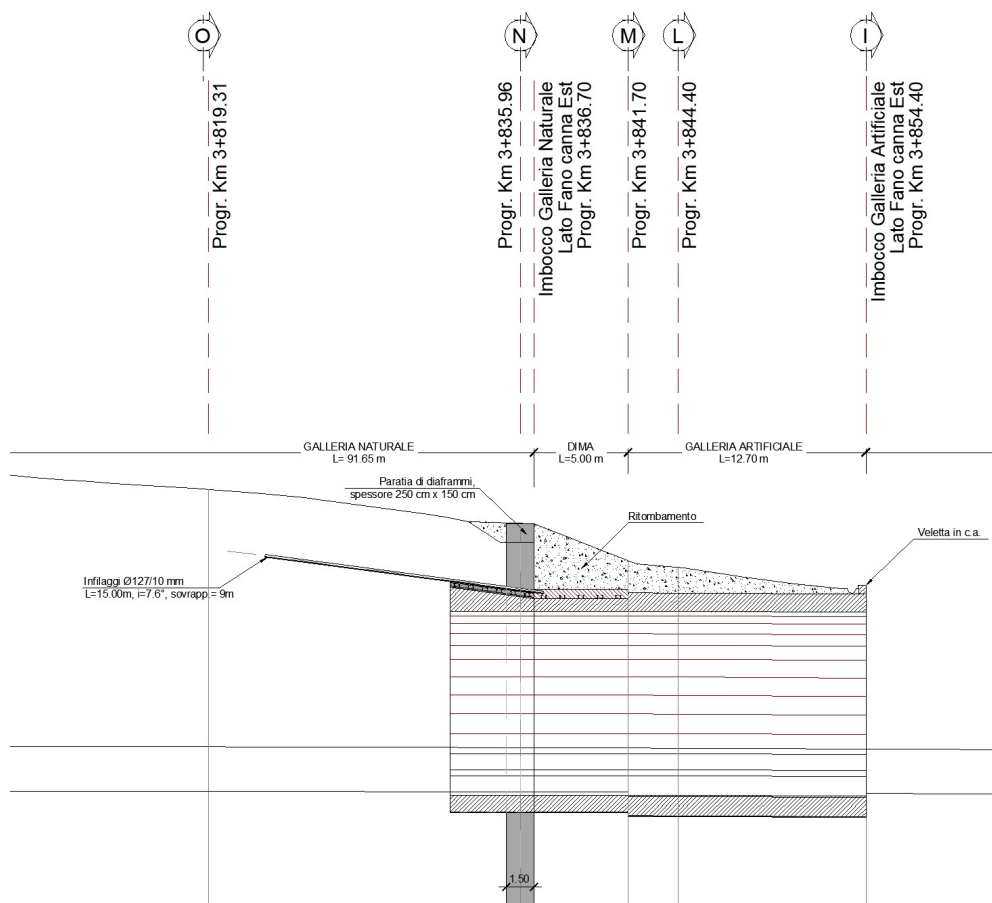 O
N
M
L
I
Progr. Km 3+819.31
Progr. Km 3+835.96
Imbocco Galleria Naturale
Lato Fano canna Est
Progr. Km 3+836.70
Progr. Km 3+841.70
Progr. Km 3+844.40
Imbocco Galleria Artificiale
Lato Fano canna Est
Progr. Km 3+854.40
GALLERIA NATURALE
L= 91.65 m
DIMA
L=5.00 m
GALLERIA ARTIFICIALE
L=12.70 m
Paratia di diaframmi,
spessore 250 cm x 150 cm
Ritombamento
Veletta in c.a.
Infilaggi Ø127/10 mm
L=15.00m, i=7.6°, sovrapp.= 9m
1.50